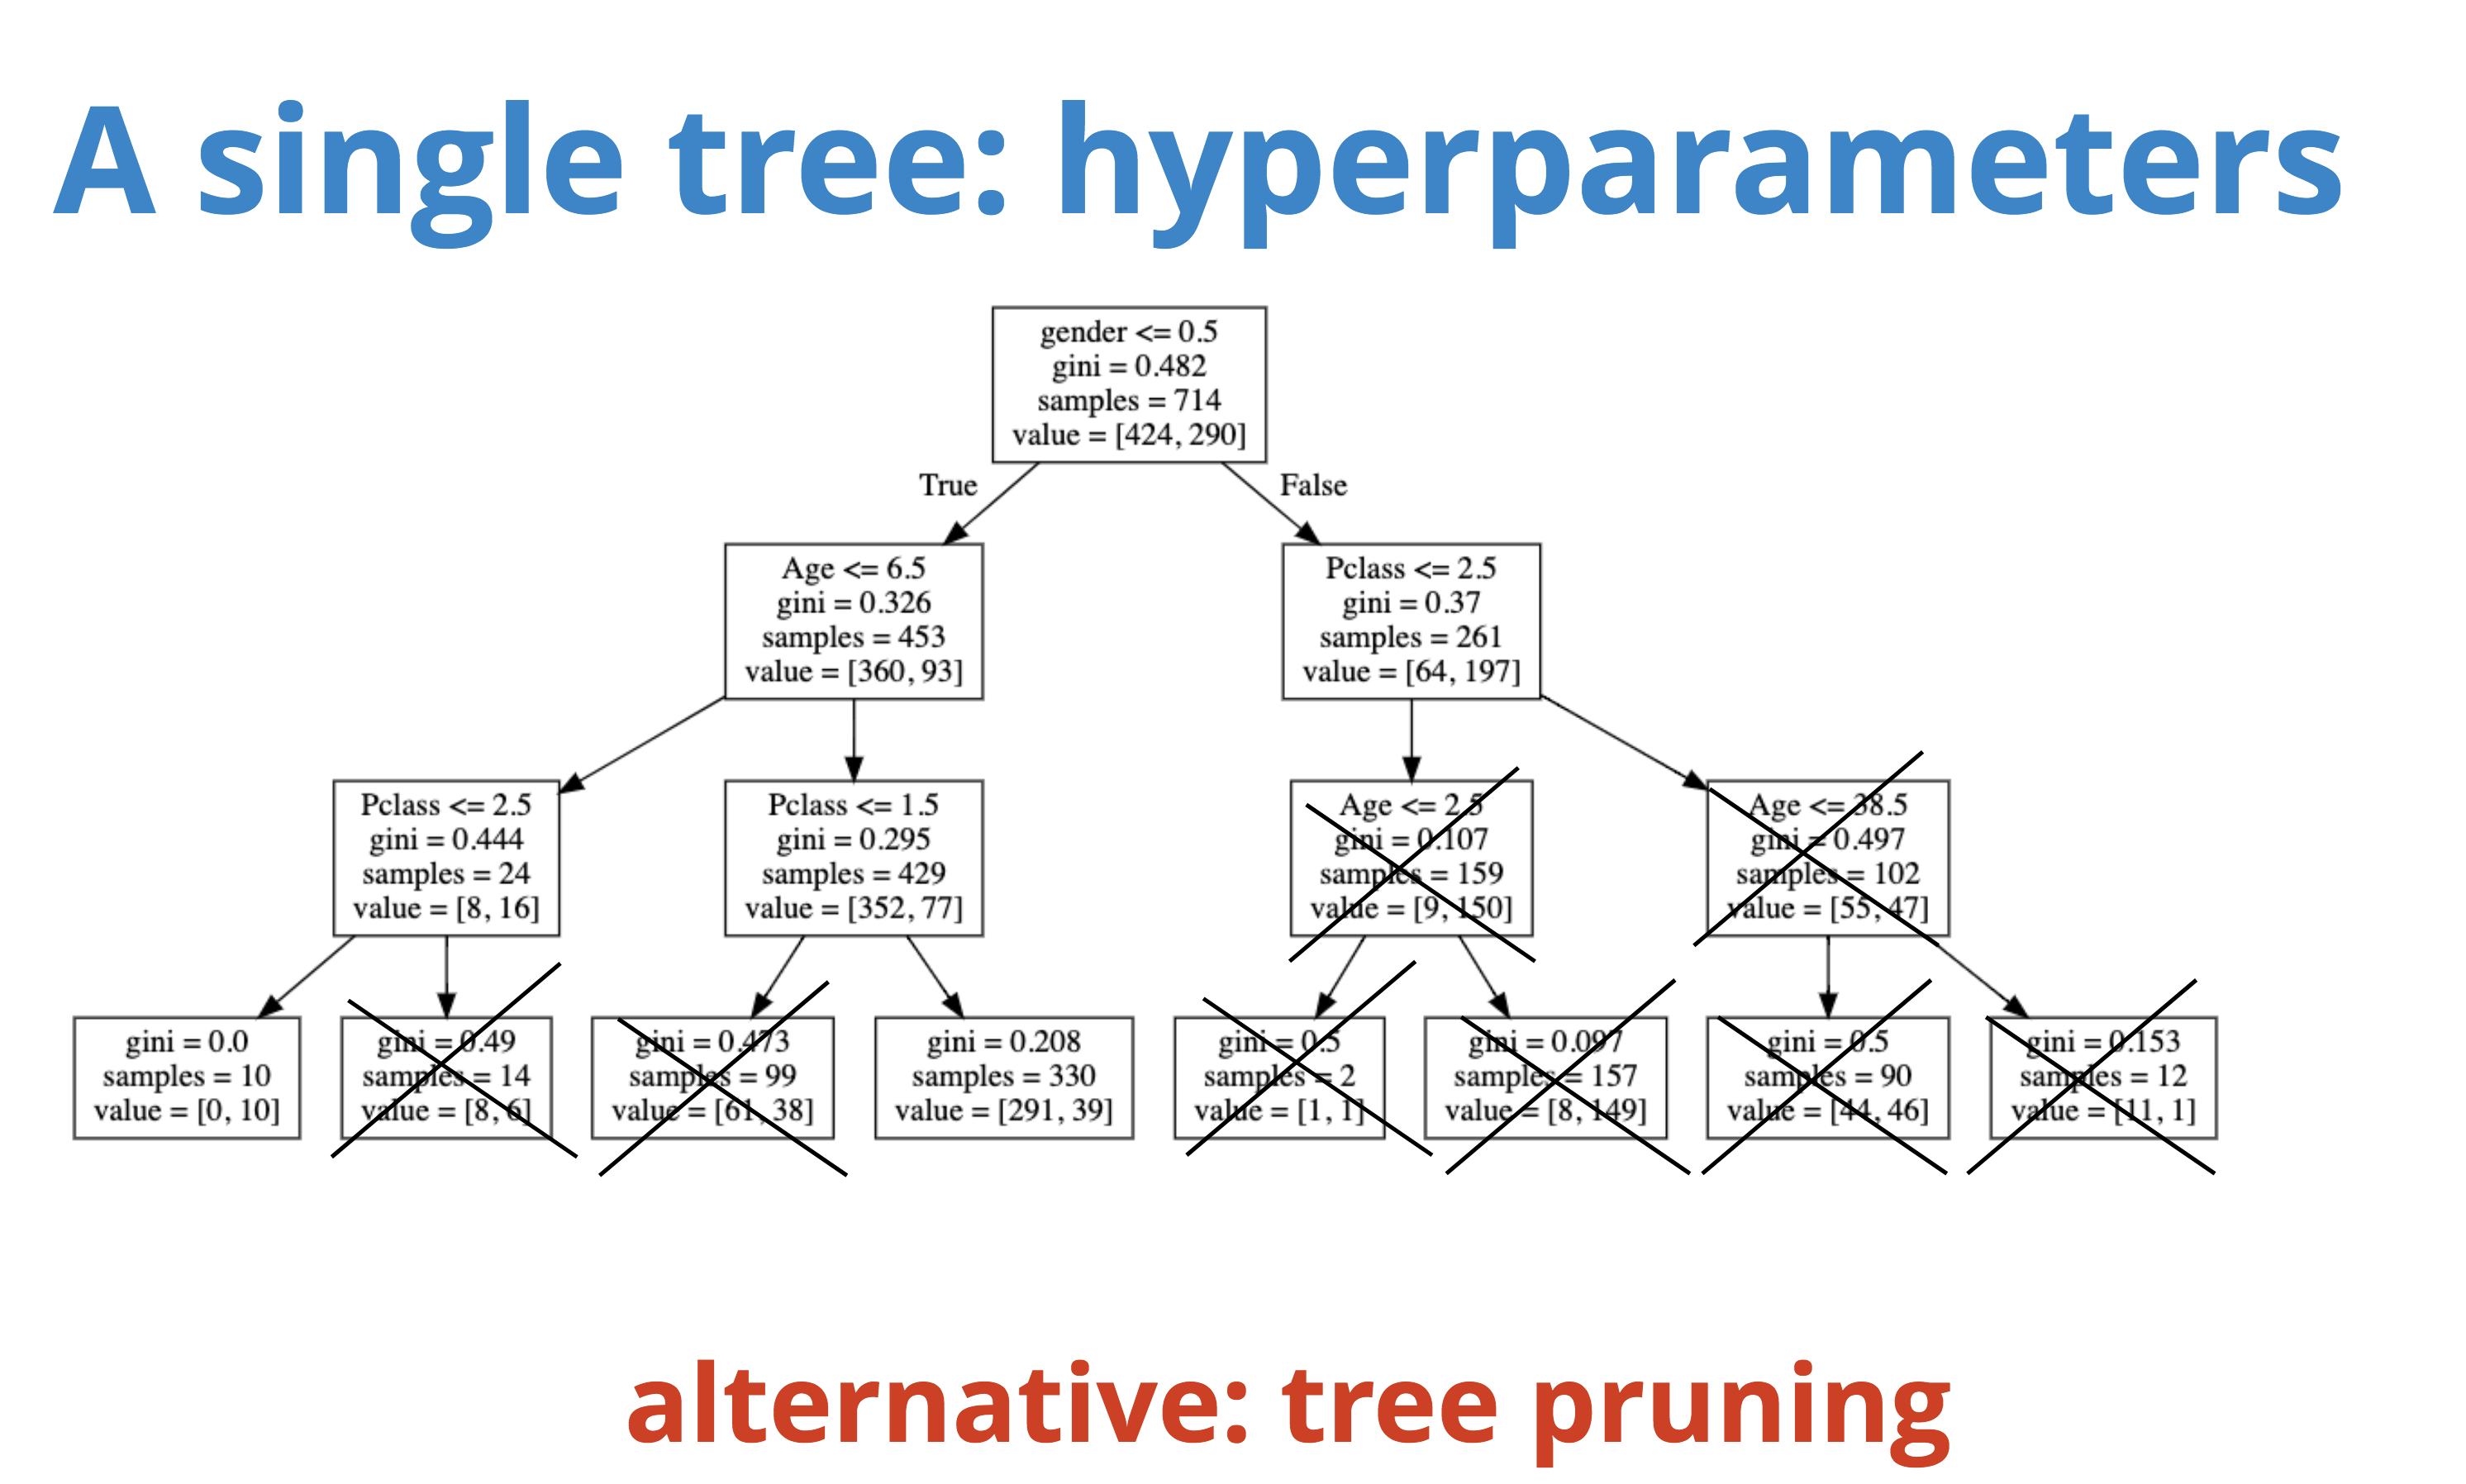 A single tree: hyperparameters
gender <= 0.5
gini = 0.482
samples = 714
value = [424, 290]
True
False
Age <= 6.5
gini = 0.326
samples = 453
value = [360, 93]
Pclass <= 2.5
gini = 0.37
samples = 261
value = [64, 197]
Pclass <= 2.5
gini = 0.444
samples = 24
value = [8, 16]
Pclass <= 1.5
gini = 0.295
samples = 429
value = [352, 77]
Age <= 2.5
gini = 0.107
samples = 159
value = [9, 150]
Age <= 38.5
gini = 0.497
samples = 102
value = [55, 47]
gini = 0.0
samples = 10
value = [0, 10]
gini = 0.49
samples = 14
value = [8, 6]
gini = 0.473
samples = 99
value = [61, 38]
gini = 0.208
samples = 330
value = [291, 39]
gini = 0.5
samples = 2
value = [1, 1]
gini = 0.097
samples = 157
value = [8, 149]
gini = 0.5
samples = 90
value = [44, 46]
gini = 0.153
samples = 12
value = [11, 1]
alternative: tree pruning